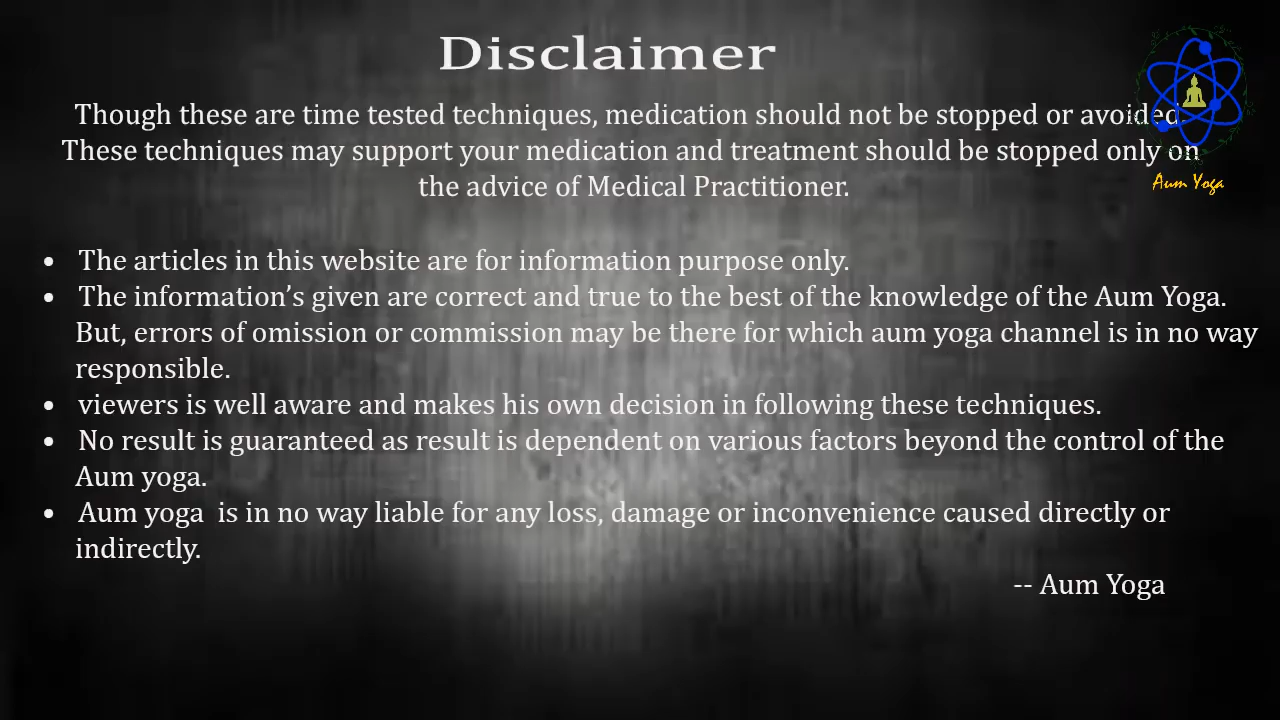 Disclaimer
Though these are time tested techniques, medication should not be stopped or avoided.
These techniques may support your medication and treatment should be stopped only on
the advice of Medical Practitioner.
Aum Yoga
• The articles in this website are for information purpose only.
• The information’s given are correct and true to the best of the knowledge of the Aum Yoga.
But, errors of omission or commission may be there for which aum yoga channel is in no way
responsible.
• viewers is well aware and makes his own decision in following these techniques.
• No result is guaranteed as result is dependent on various factors beyond the control of the
Aum yoga.
• Aum yoga  is in no way liable for any loss, damage or inconvenience caused directly or
indirectly.
-- Aum Yoga